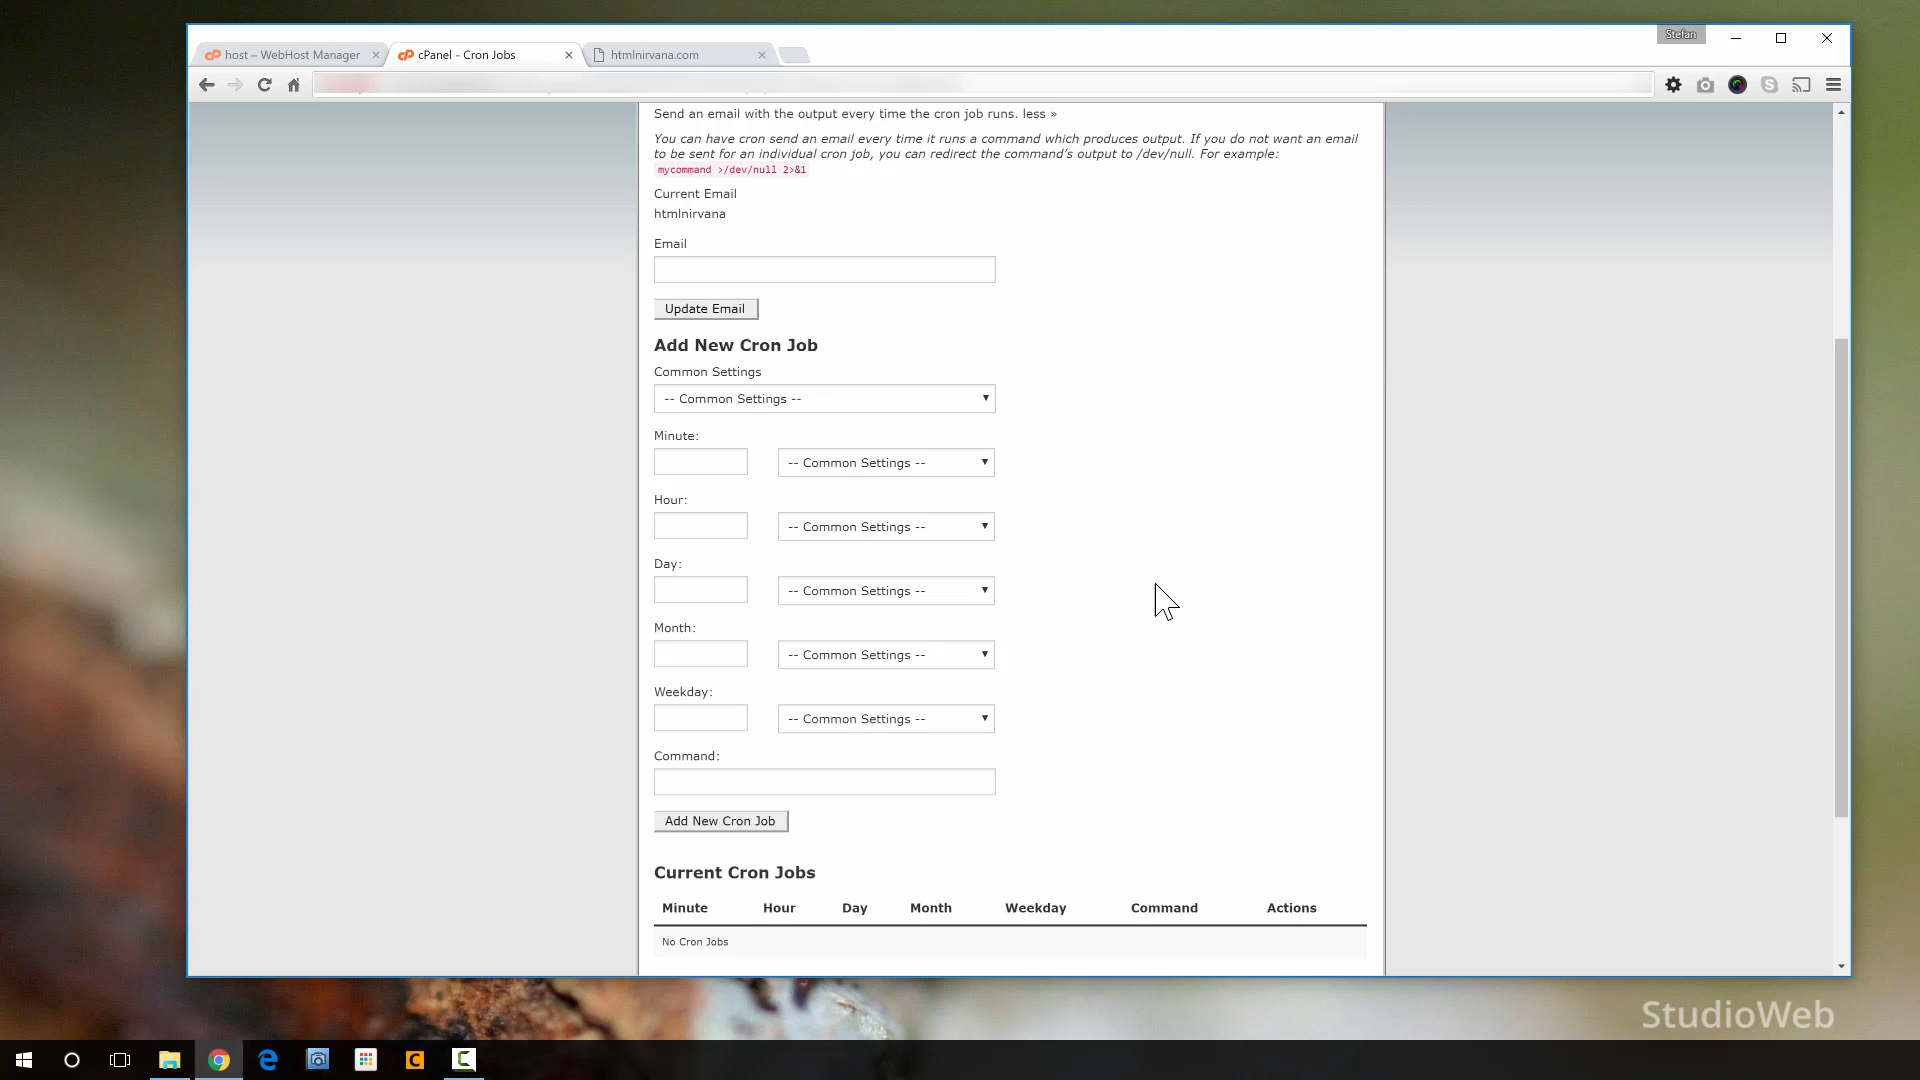 Stefan
host – WebHost Manager
cPanel - Cron Jobs
htmlnirvana.com
Send an email with the output every time the cron job runs. less »
You can have cron send an email every time it runs a command which produces output. If you do not want an email
to be sent for an individual cron job, you can redirect the command’s output to /dev/null. For example:
mycommand >/dev/null 2>&1
Current Email
htmlnirvana
Email
Update Email
Add New Cron Job
Common Settings
-- Common Settings --
Minute:
-- Common Settings --
Hour:
-- Common Settings --
Day:
-- Common Settings --
Month:
-- Common Settings --
Weekday:
-- Common Settings --
Command:
Add New Cron Job
Current Cron Jobs
Minute Hour Day Month Weekday Command Actions
No Cron Jobs
StudioWeb